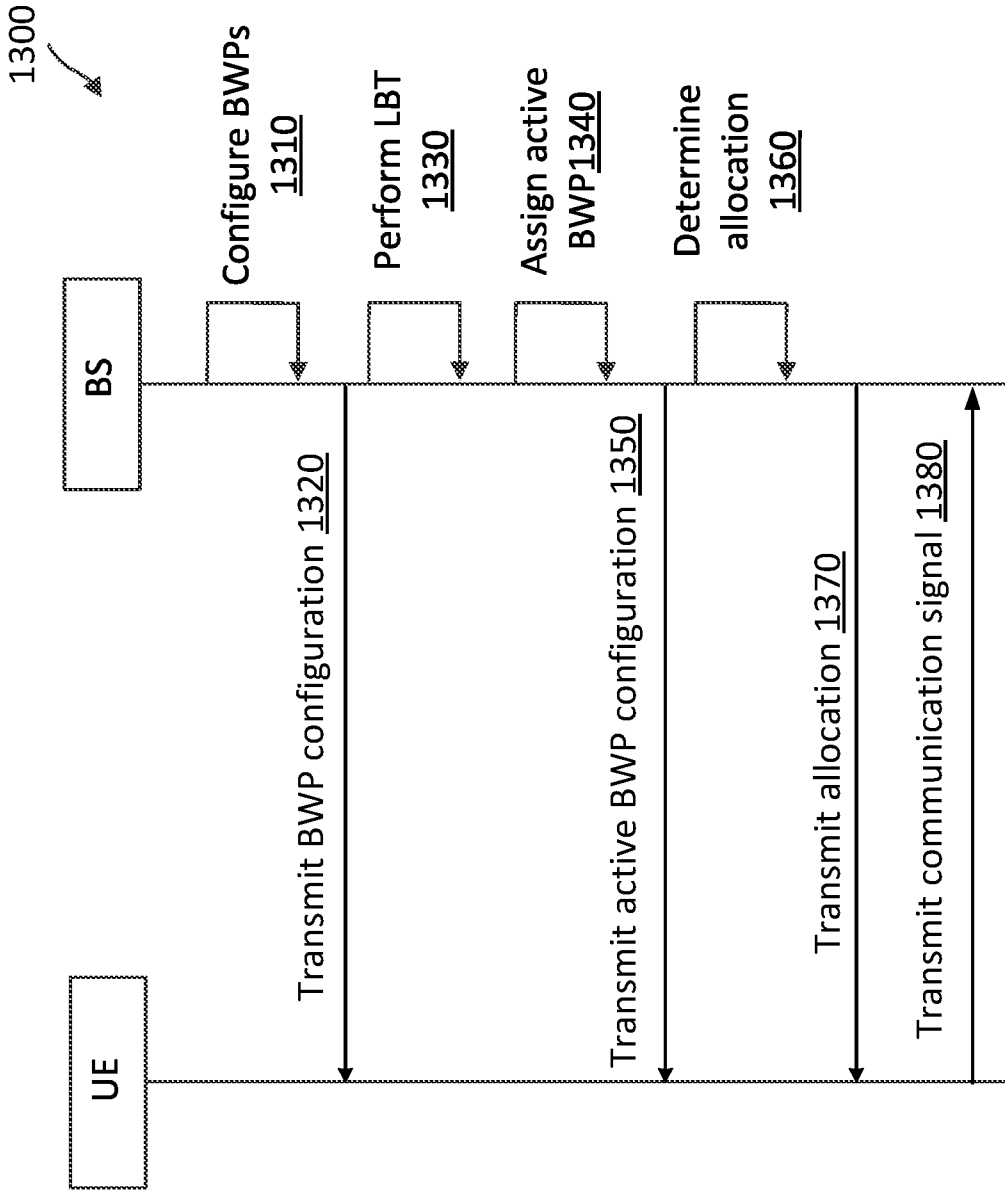 1300
UE
BS
Configure BWPs
1310
Transmit BWP configuration 1320
Perform LBT
1330
Assign active
BWP1340
Transmit active BWP configuration 1350
Determine
allocation
1360
Transmit allocation 1370
Transmit communication signal 1380